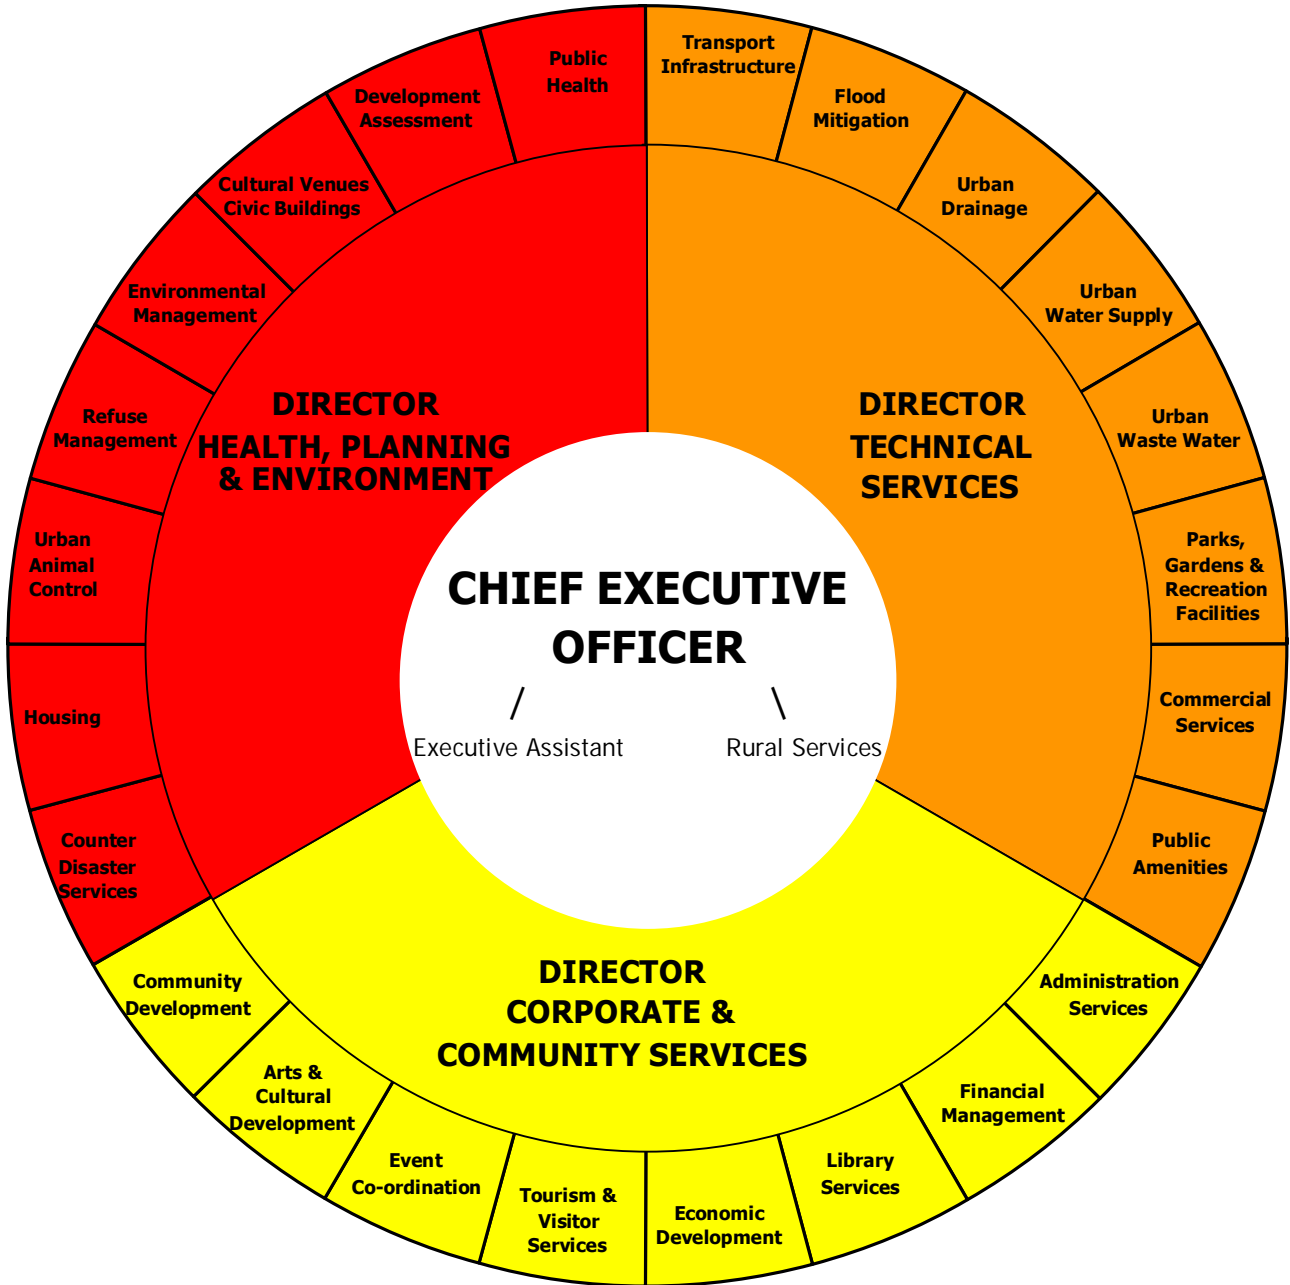 Public
Health
Transport
Infrastructure
Development
Assessment
Flood
Mitigation
Cultural Venues
Civic Buildings
Urban
Drainage
Environmental
Management
Urban
Water Supply
Refuse
Management
DIRECTOR
HEALTH, PLANNING
& ENVIRONMENT
DIRECTOR
TECHNICAL
SERVICES
Urban
Waste Water
Urban
Animal
Control
Parks,
Gardens &
Recreation
Facilities
CHIEF EXECUTIVE
OFFICER
Executive Assistant
Rural Services
Housing
Commercial
Services
Counter
Disaster
Services
Public
Amenities
DIRECTOR
CORPORATE &
COMMUNITY SERVICES
Community
Development
Administration
Services
Arts &
Cultural
Development
Financial
Management
Event
Co-ordination
Library
Services
Tourism &
Visitor
Services
Economic
Development